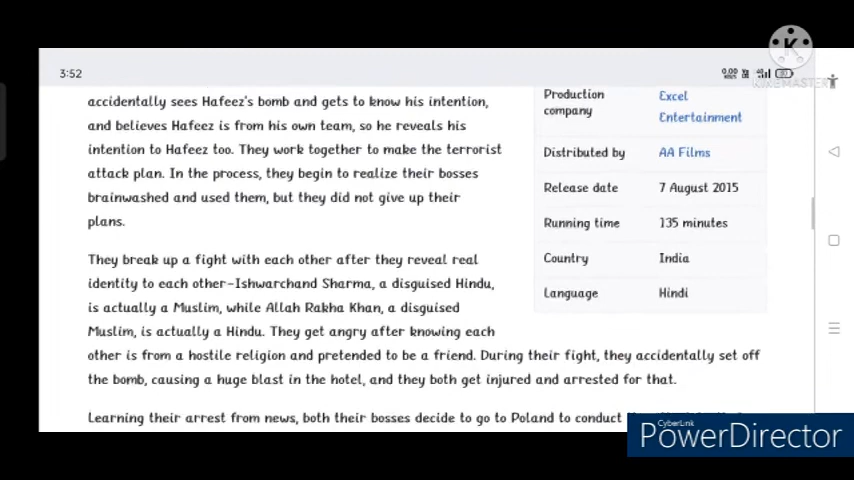 3:52
accidentally sees Hafeez's bomb and gets to know his intention,
and believes Hafeez is from his own team, so he reveals his
intention to Hafeez too. They work together to make the terrorist
attack plan. In the process, they begin to realize their bosses
brainwashed and used them, but they did not give up their
plans.
They break up a fight with each other after they reveal real
identity to each other–Ishwarchand Sharma, a disguised Hindu,
is actually a Muslim, while Allah Rakha Khan, a disguised
Muslim, is actually a Hindu. They get angry after knowing each
other is from a hostile religion and pretended to be a friend. During their fight, they accidentally set off
the bomb, causing a huge blast in the hotel, and they both get injured and arrested for that.
Learning their arrest from news, both their bosses decide to go to Poland to conduct
Production
company
Excel
Entertainment
Distributed by
AA Films
Release date
7 August 2015
Running time
135 minutes
Country
India
Language
Hindi
K
KINEMASTER
CyberLink
PowerDirector